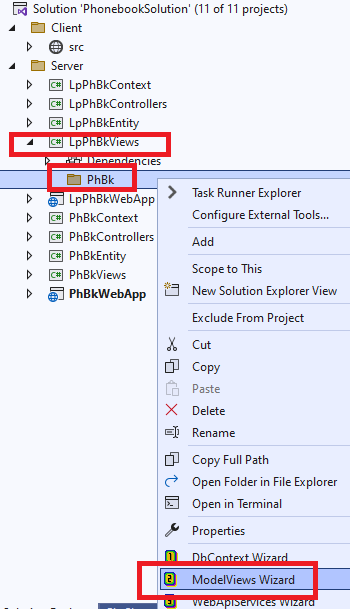 Solution 'PhonebookSolution' (11 of 11 projects)
Client
src
Server
LpPhBkContext
LpPhBkControllers
LpPhBkEntity
LpPhBkViews
Dependencies
PhBk
LpPhBkWebApp
PhBkContext
PhBkControllers
PhBkEntity
PhBkViews
PhBkWebApp
Task Runner Explorer
Configure External Tools...
Add
Scope to This
New Solution Explorer View
Exclude From Project
Cut
Copy
Paste
Delete
Rename
Copy Full Path
Open Folder in File Explorer
Open in Terminal
Properties
DbContext Wizard
ModelViews Wizard
WebApiServices Wizard